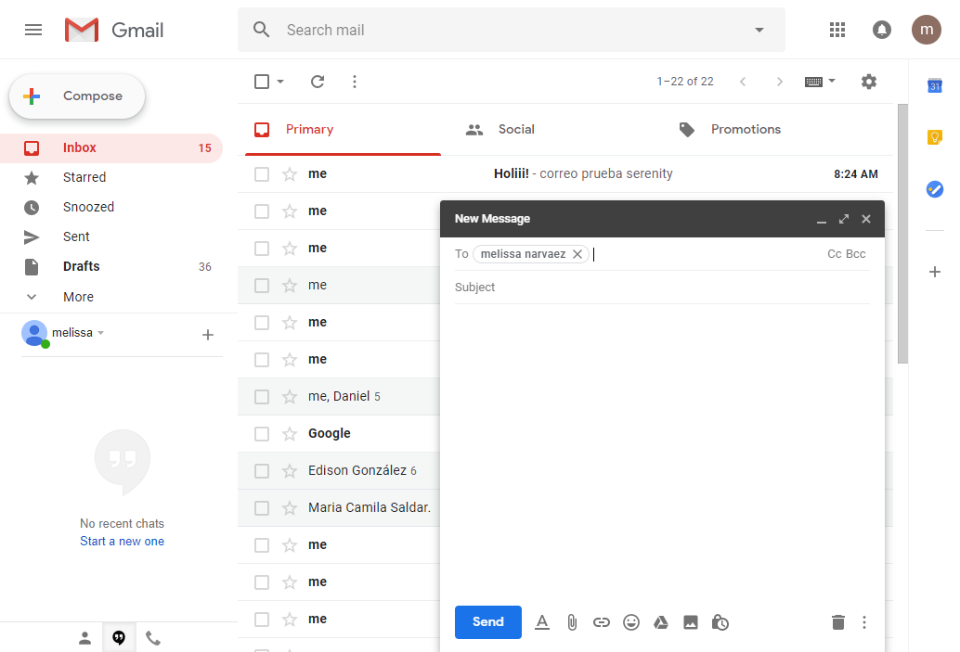 Gmail
Search mail
m
Compose
1–22 of 22
31
Primary
Social
Promotions
Inbox 15
Starred
Snoozed
Sent
Drafts 36
More
melissa
No recent chats
Start a new one
me Holiii! - correo prueba serenity 8:24 AM
me
me
me
me
me
me, Daniel 5
Google
Edison González 6
Maria Camila Saldar.
me
me
me
New Message
To melissa narvaez Cc Bcc
Subject
Send